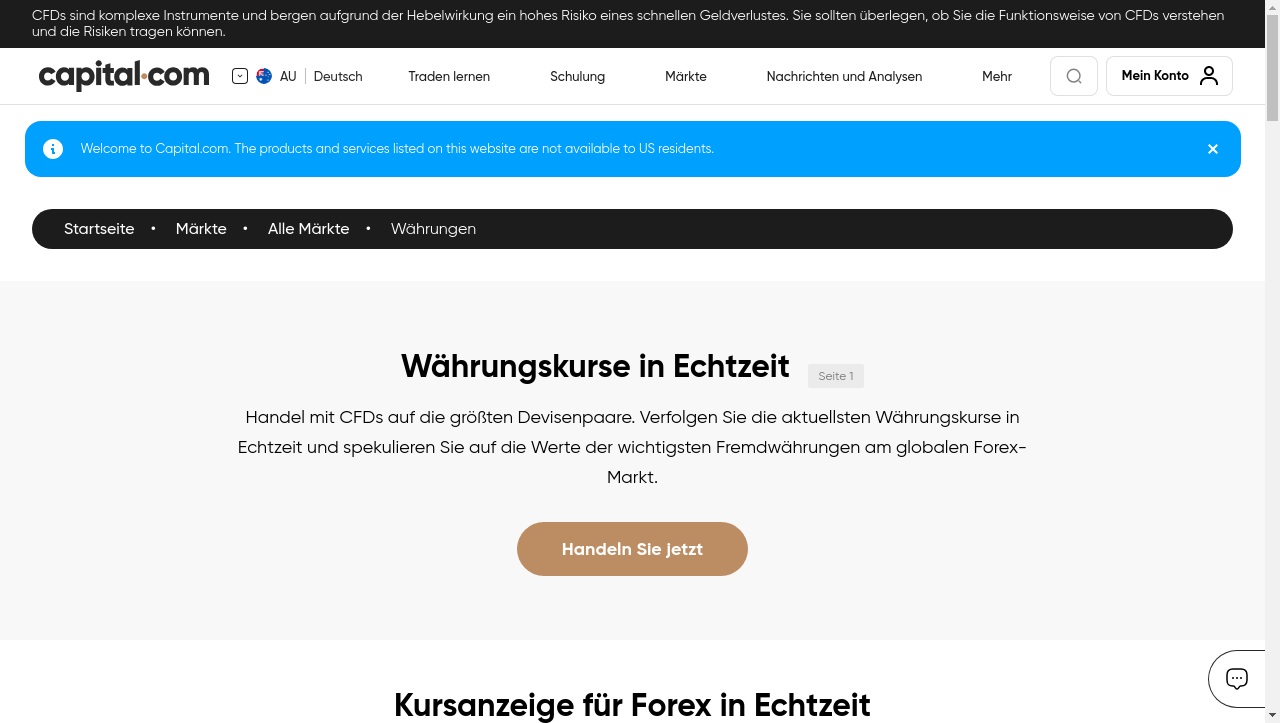 CFDs sind komplexe Instrumente und bergen aufgrund der Hebelwirkung ein hohes Risiko eines schnellen Geldverlustes. Sie sollten überlegen, ob Sie die Funktionsweise von CFDs verstehen
und die Risiken tragen können.
capital.com
AU
Deutsch
Traden lernen
Schulung
Märkte
Nachrichten und Analysen
Mehr
Mein Konto
Welcome to Capital.com. The products and services listed on this website are not available to US residents.
Startseite • Märkte • Alle Märkte • Währungen
Währungskurse in Echtzeit
Seite 1
Handel mit CFDs auf die größten Devisenpaare. Verfolgen Sie die aktuellsten Währungskurse in
Echtzeit und spekulieren Sie auf die Werte der wichtigsten Fremdwährungen am globalen Forex-
Markt.
Handeln Sie jetzt
Kursanzeige für Forex in Echtzeit